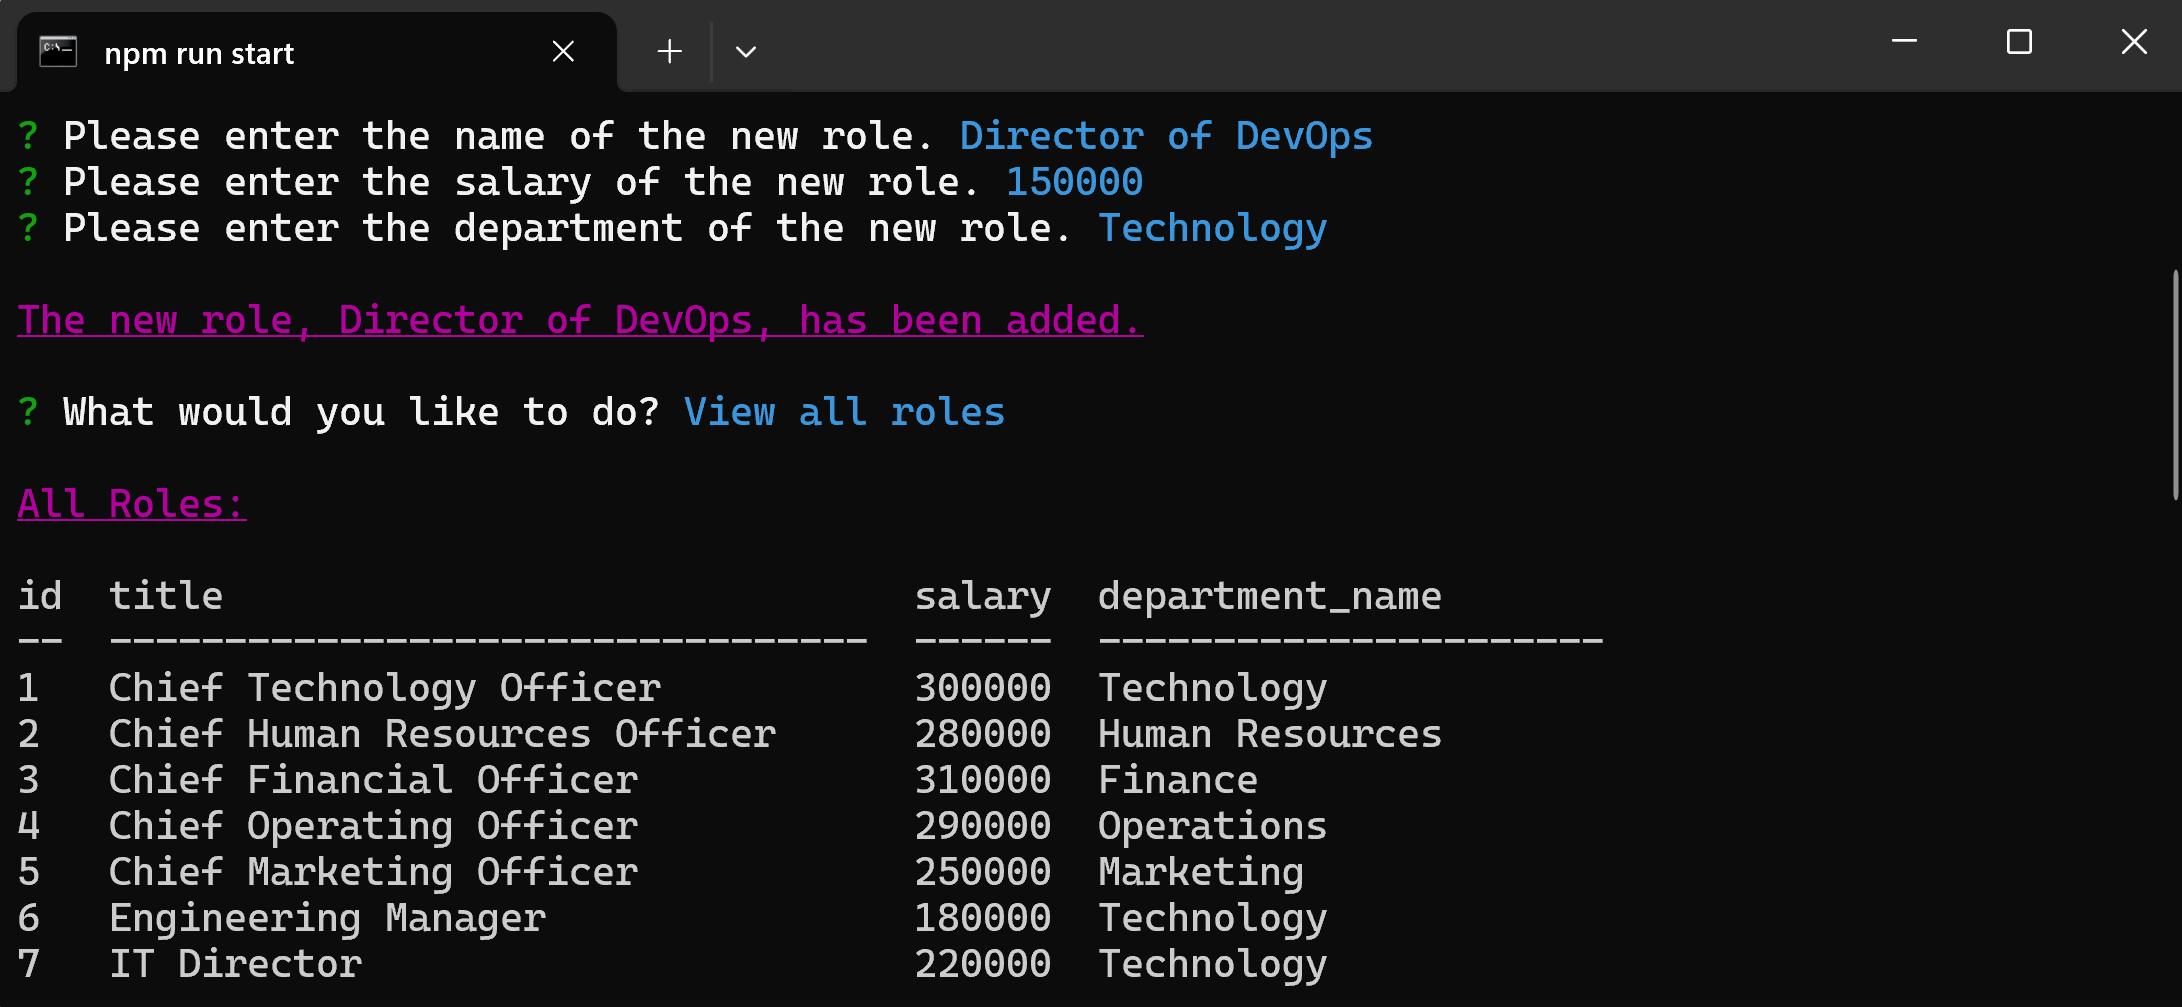 npm run start
? Please enter the name of the new role. Director of DevOps
? Please enter the salary of the new role. 150000
? Please enter the department of the new role. Technology
The new role, Director of DevOps, has been added.
? What would you like to do? View all roles
All Roles:
id  title                              salary  department_name
--  ---------------------------------  ------  ----------------------
1   Chief Technology Officer           300000  Technology
2   Chief Human Resources Officer      280000  Human Resources
3   Chief Financial Officer            310000  Finance
4   Chief Operating Officer            290000  Operations
5   Chief Marketing Officer            250000  Marketing
6   Engineering Manager                180000  Technology
7   IT Director                        220000  Technology